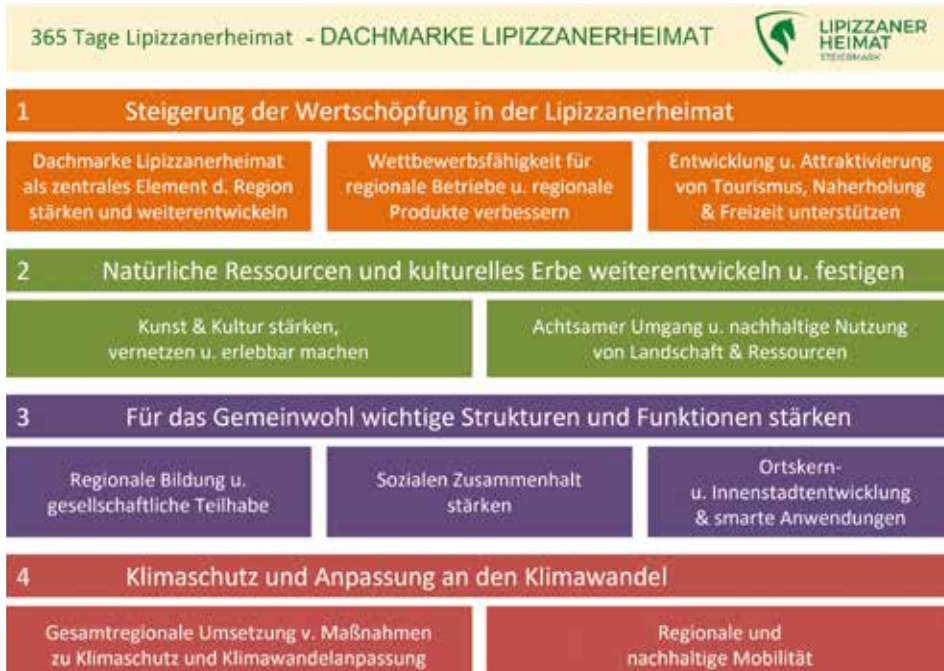 365 Tage Lipizzanerheimat - DACHMARKE LIPIZZANERHEIMAT
LIPIZZANER
HEIMAT
STEIERMARK
1 Steigerung der Wertschöpfung in der Lipizzanerheimat
Dachmarke Lipizzanerheimat
als zentrales Element d. Region
stärken und weiterentwickeln
Wettbewerbsfähigkeit für
regionale Betriebe u. regionale
Produkte verbessern
Entwicklung u. Attraktivierung
von Tourismus, Naherholung
& Freizeit unterstützen
2 Natürliche Ressourcen und kulturelles Erbe weiterentwickeln u. festigen
Kunst & Kultur stärken,
vernetzen u. erlebbar machen
Achtsamer Umgang u. nachhaltige Nutzung
von Landschaft & Ressourcen
3 Für das Gemeinwohl wichtige Strukturen und Funktionen stärken
Regionale Bildung u.
gesellschaftliche Teilhabe
Sozialen Zusammenhalt
stärken
Ortskern-
u. Innenstadtentwicklung
& smarte Anwendungen
4 Klimaschutz und Anpassung an den Klimawandel
Gesamtregionale Umsetzung v. Maßnahmen
zu Klimaschutz und Klimawandelanpassung
Regionale und
nachhaltige Mobilität